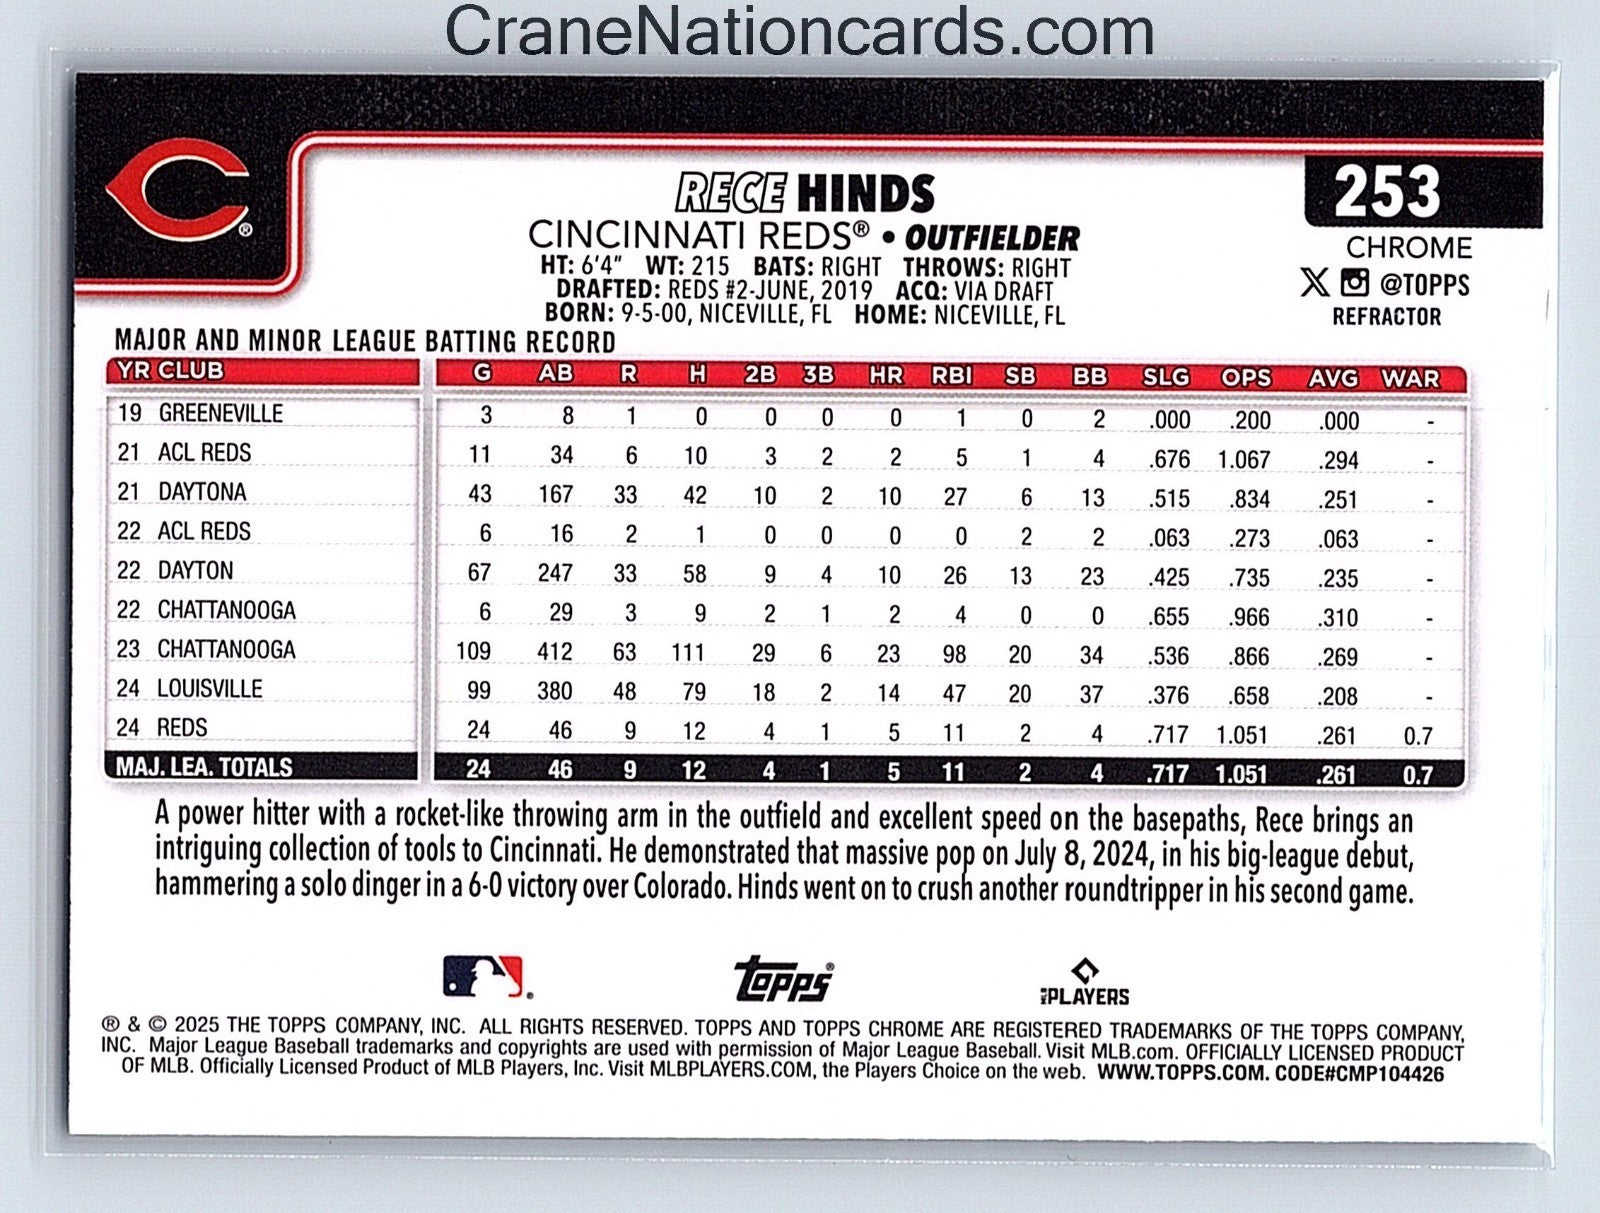 CraneNationcards.com
RECE HINDS
253
CINCINNATI REDS® • OUTFIELDER
CHROME
HT: 6'4" WT: 215 BATS: RIGHT THROWS: RIGHT
DRAFTED: REDS #2-JUNE, 2019 ACQ: VIA DRAFT
@TOPPS
BORN: 9-5-00, NICEVILLE, FL HOME: NICEVILLE, FL
REFRACTOR
MAJOR AND MINOR LEAGUE BATTING RECORD
YR CLUB G AB R H 2B 3B HR RBI SB BB SLG OPS AVG WAR
19 GREENEVILLE 3 8 1 0 0 0 0 1 0 2 .000 .200 .000 -
21 ACL REDS 11 34 6 10 3 2 2 5 1 4 .676 1.067 .294 -
21 DAYTONA 43 167 33 42 10 2 10 27 6 13 .515 .834 .251 -
22 ACL REDS 6 16 2 1 0 0 0 0 2 2 .063 .273 .063 -
22 DAYTON 67 247 33 58 9 4 10 26 13 23 .425 .735 .235 -
22 CHATTANOOGA 6 29 3 9 2 1 2 4 0 0 .655 .966 .310 -
23 CHATTANOOGA 109 412 63 111 29 6 23 98 20 34 .536 .866 .269 -
24 LOUISVILLE 99 380 48 79 18 2 14 47 20 37 .376 .658 .208 -
24 REDS 24 46 9 12 4 1 5 11 2 4 .717 1.051 .261 0.7
MAJ. LEA. TOTALS 24 46 9 12 4 1 5 11 2 4 .717 1.051 .261 0.7
A power hitter with a rocket-like throwing arm in the outfield and excellent speed on the basepaths, Rece brings an
intriguing collection of tools to Cincinnati. He demonstrated that massive pop on July 8, 2024, in his big-league debut,
hammering a solo dinger in a 6-0 victory over Colorado. Hinds went on to crush another roundtripper in his second game.
Topps®
MLB PLAYERS
® & © 2025 THE TOPPS COMPANY, INC. ALL RIGHTS RESERVED. TOPPS AND TOPPS CHROME ARE REGISTERED TRADEMARKS OF THE TOPPS COMPANY,
INC. Major League Baseball trademarks and copyrights are used with permission of Major League Baseball. Visit MLB.com. OFFICIALLY LICENSED PRODUCT
OF MLB. Officially Licensed Product of MLB Players, Inc. Visit MLBPLAYERS.COM, the Players Choice on the web. WWW.TOPPS.COM. CODE#CMP104426